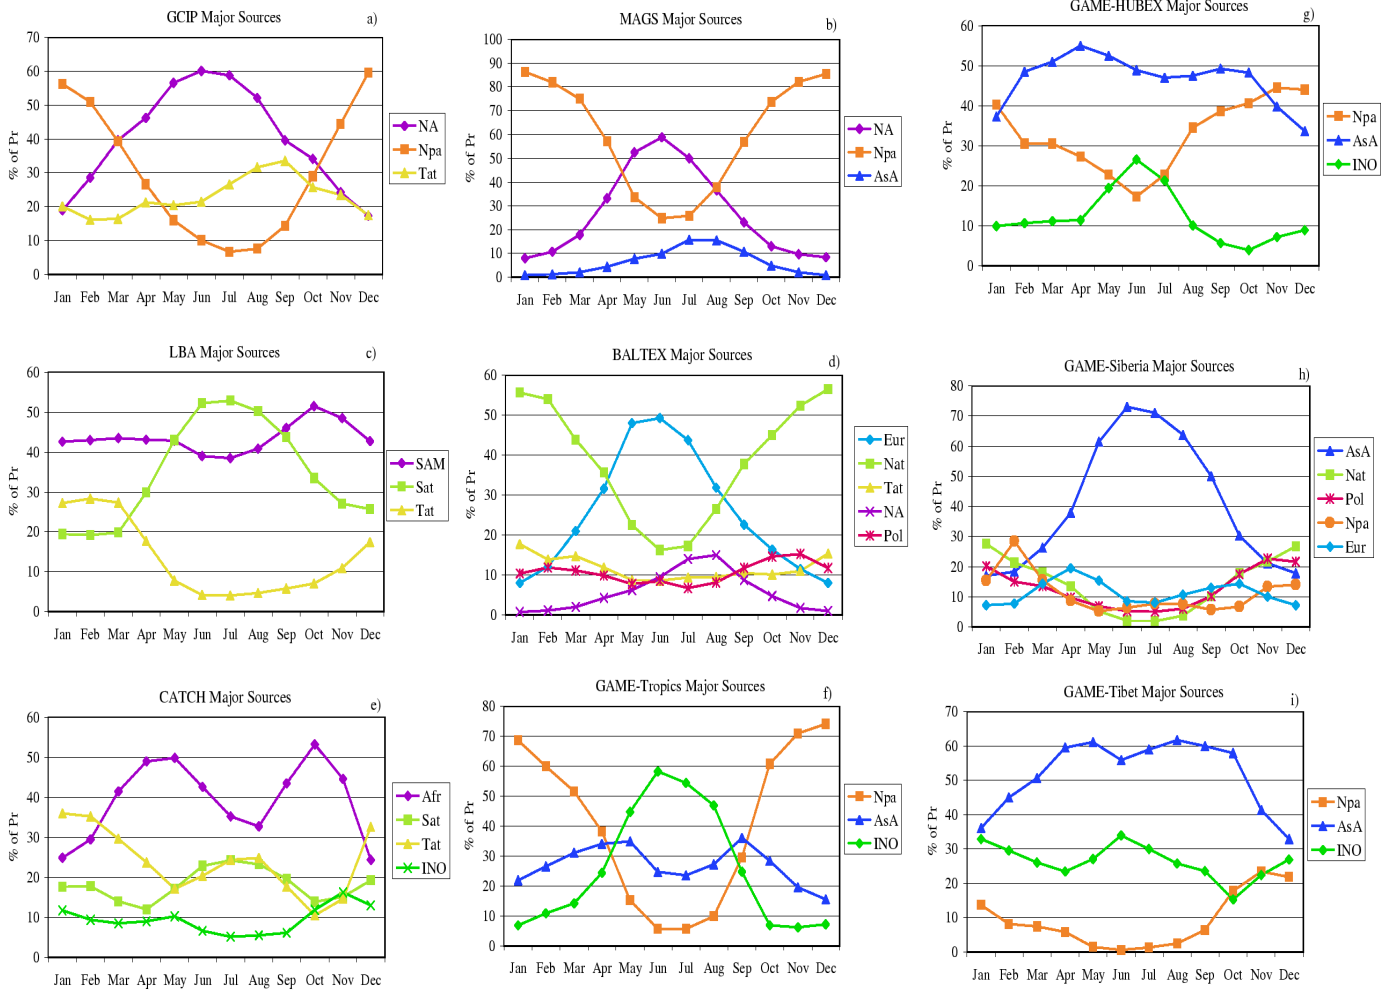 GCIP Major Sources
a)
% of Pr
70
60
50
40
30
20
10
0
Jan Feb Mar Apr May Jun Jul Aug Sep Oct Nov Dec
NA
Npa
Tat
MAGS Major Sources
b)
% of Pr
100
90
80
70
60
50
40
30
20
10
0
Jan Feb Mar Apr May Jun Jul Aug Sep Oct Nov Dec
NA
Npa
AsA
GAME-HUBEX Major Sources
g)
% of Pr
60
50
40
30
20
10
0
Jan Feb Mar Apr May Jun Jul Aug Sep Oct Nov Dec
Npa
AsA
INO
LBA Major Sources
c)
% of Pr
60
50
40
30
20
10
0
Jan Feb Mar Apr May Jun Jul Aug Sep Oct Nov Dec
SAM
Sat
Tat
BALTEX Major Sources
d)
% of Pr
60
50
40
30
20
10
0
Jan Feb Mar Apr May Jun Jul Aug Sep Oct Nov Dec
Eur
Nat
Tat
NA
Pol
GAME-Siberia Major Sources
h)
% of Pr
80
70
60
50
40
30
20
10
0
Jan Feb Mar Apr May Jun Jul Aug Sep Oct Nov Dec
AsA
Nat
Pol
Npa
Eur
CATCH Major Sources
e)
% of Pr
60
50
40
30
20
10
0
Jan Feb Mar Apr May Jun Jul Aug Sep Oct Nov Dec
Afr
Sat
Tat
INO
GAME-Tropics Major Sources
f)
% of Pr
80
70
60
50
40
30
20
10
0
Jan Feb Mar Apr May Jun Jul Aug Sep Oct Nov Dec
Npa
AsA
INO
GAME-Tibet Major Sources
i)
% of Pr
70
60
50
40
30
20
10
0
Jan Feb Mar Apr May Jun Jul Aug Sep Oct Nov Dec
Npa
AsA
INO